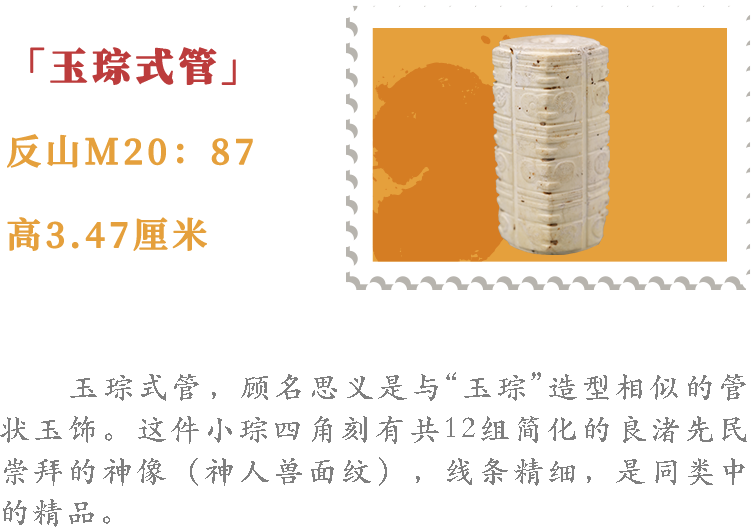 「玉琮式管」
反山M20：87
高3.47厘米
玉琮式管，顾名思义是与“玉琮”造型相似的管
状玉饰。这件小琮四角刻有共12组简化的良渚先民
崇拜的神像（神人兽面纹），线条精细，是同类中
的精品。